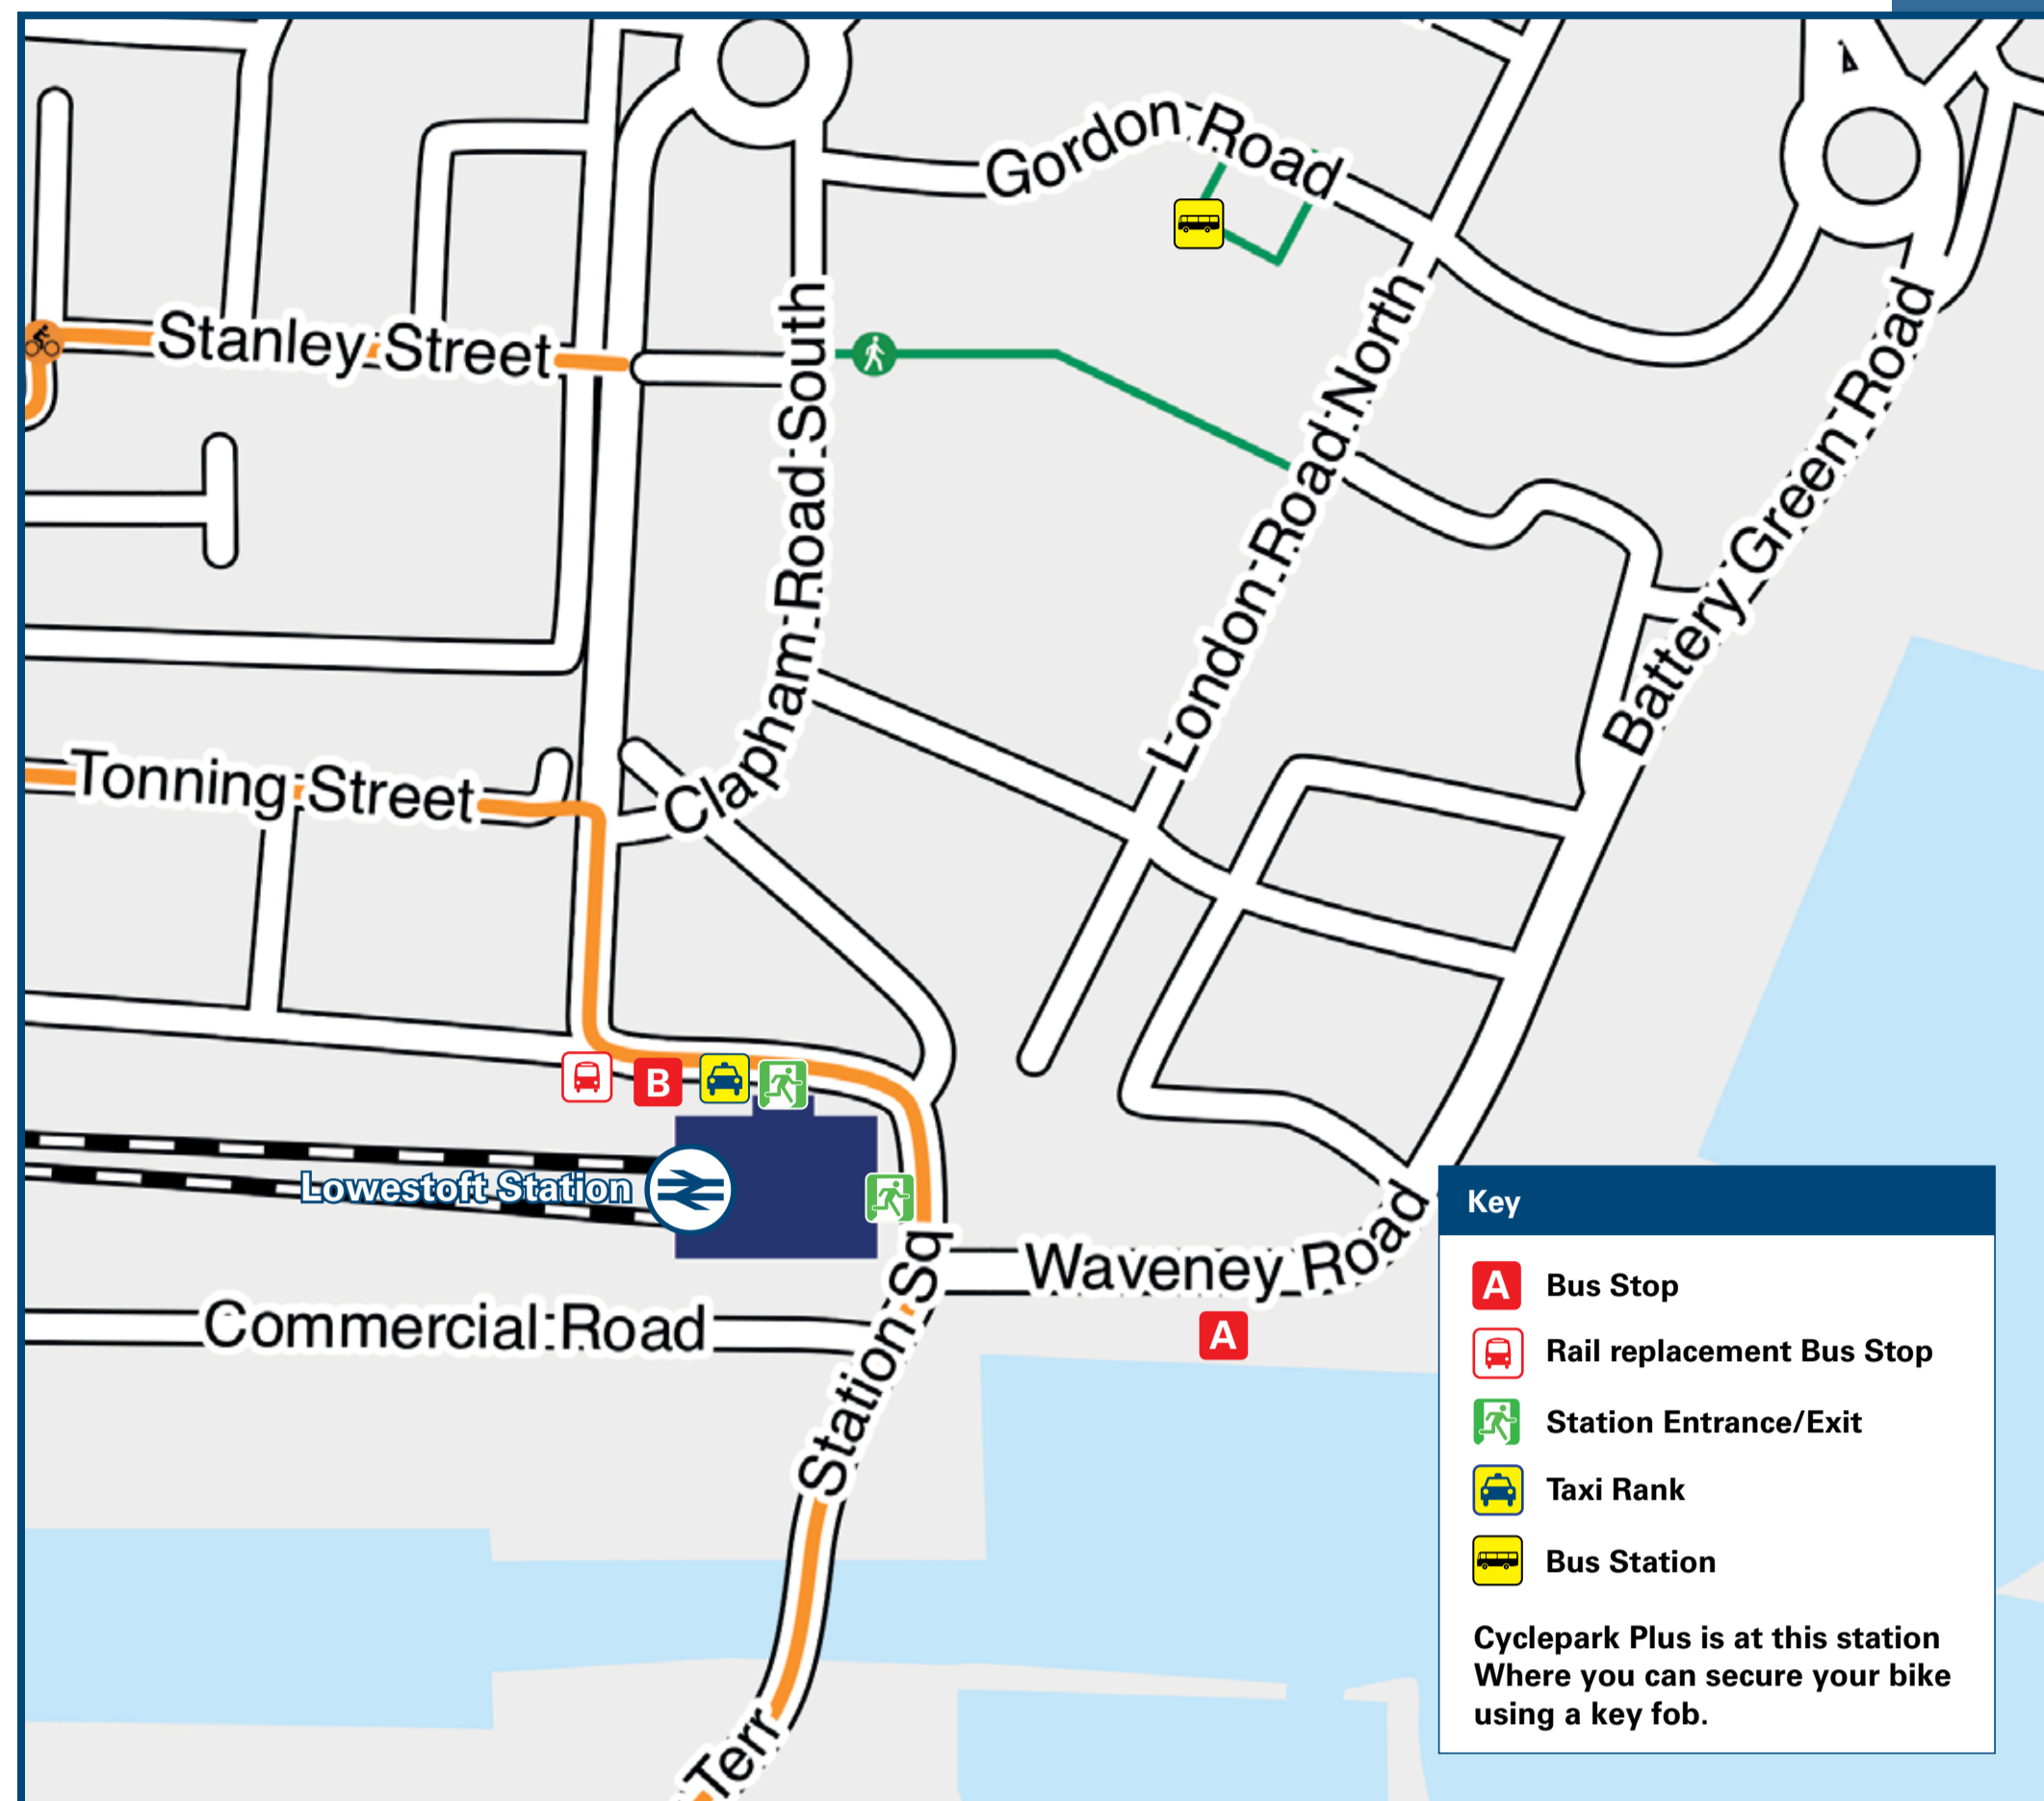 Gordon Road
Stanley Street
Clapham Road South
London Road North
Battery Green Road
Tonning Street
B
Lowestoft Station
Station Sq
Waveney Road
Commercial Road
A
Terr
Key
A Bus Stop
Rail replacement Bus Stop
Station Entrance/Exit
Taxi Rank
Bus Station
Cyclepark Plus is at this station
Where you can secure your bike
using a key fob.